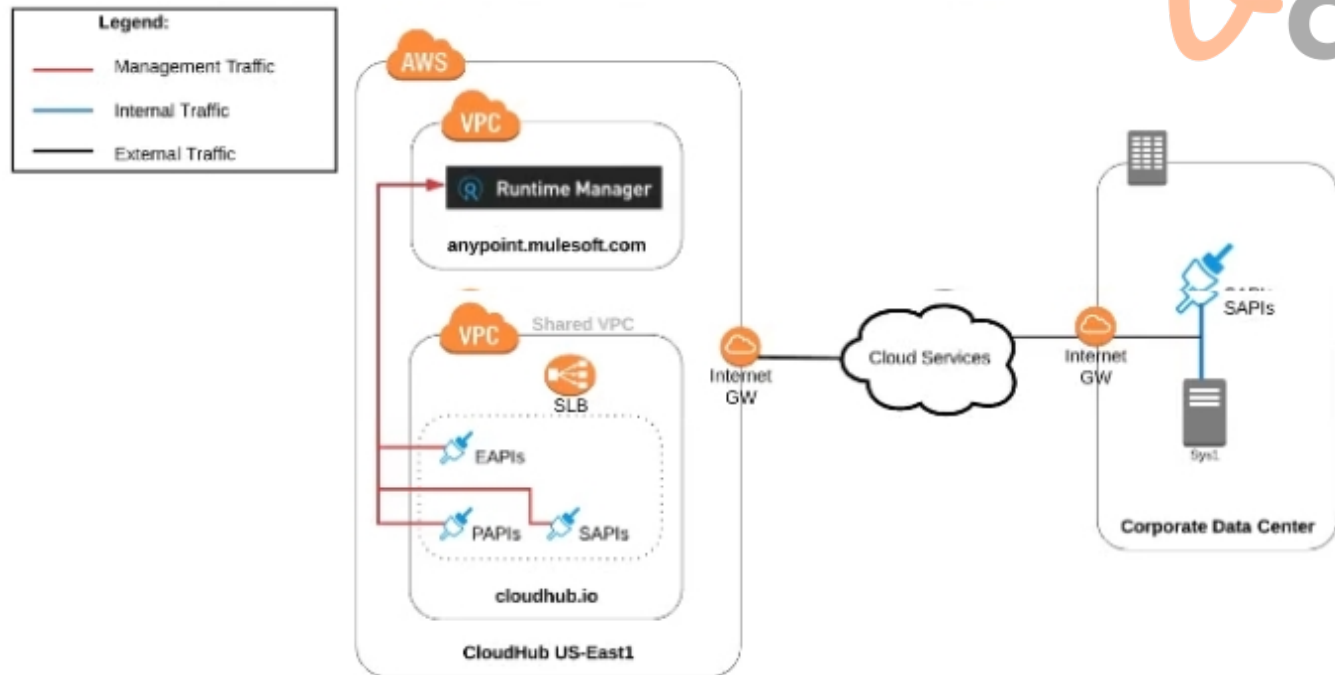 Legend:
Management Traffic
Internal Traffic
External Traffic
AWS
VPC
Runtime Manager
anypoint.mulesoft.com
VPC
Shared VPC
SLB
EAPIs
PAPIs
SAPIs
cloudhub.io
CloudHub US-East1
Internet
GW
Cloud Services
Internet
GW
SAPIs
Sys1
Corporate Data Center